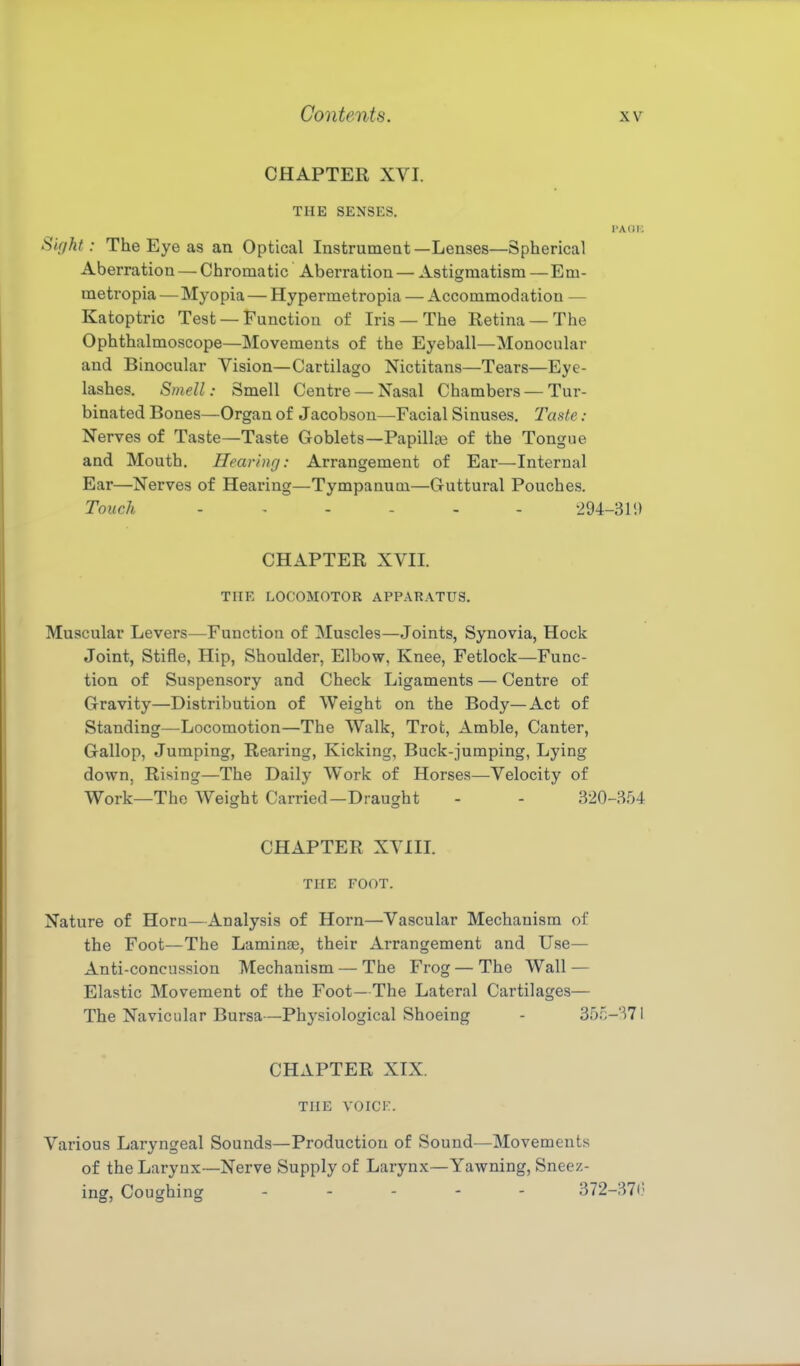 Contents. xv
CHAPTER XVI.
THE SENSES.
PAGE
Sight: The Eye as an Optical Instrument—Lenses—Spherical
Aberration—Chromatic Aberration—Astigmatism—Em-
metropia—Myopia—Hypermetropia—Accommodation—
Katoptric Test—Function of Iris—The Retina—The
Ophthalmoscope—Movements of the Eyeball—Monocular
and Binocular Vision—Cartilago Nictitans—Tears—Eye-
lashes. Smell: Smell Centre—Nasal Chambers—Tur-
binated Bones—Organ of Jacobson—Facial Sinuses. Taste:
Nerves of Taste—Taste Goblets—Papillæ of the Tongue
and Mouth. Hearing: Arrangement of Ear—Internal
Ear—Nerves of Hearing—Tympanum—Guttural Pouches.
Touch - - - - - - 294-319
CHAPTER XVII.
THE LOCOMOTOR APPARATUS.
Muscular Levers—Function of Muscles—Joints, Synovia, Hock
Joint, Stifle, Hip, Shoulder, Elbow, Knee, Fetlock—Func-
tion of Suspensory and Check Ligaments—Centre of
Gravity—Distribution of Weight on the Body—Act of
Standing—Locomotion—The Walk, Trot, Amble, Canter,
Gallop, Jumping, Rearing, Kicking, Buck-jumping, Lying
down, Rising—The Daily Work of Horses—Velocity of
Work—The Weight Carried—Draught - - 320-354
CHAPTER XVIII.
THE FOOT.
Nature of Horn—Analysis of Horn—Vascular Mechanism of
the Foot—The Laminæ, their Arrangement and Use—
Anti-concussion Mechanism—The Frog—The Wall—
Elastic Movement of the Foot—The Lateral Cartilages—
The Navicular Bursa—Physiological Shoeing - 355-371
CHAPTER XIX.
THE VOICE.
Various Laryngeal Sounds—Production of Sound—Movements
of the Larynx—Nerve Supply of Larynx—Yawning, Sneez-
ing, Coughing - - - - - 372-376